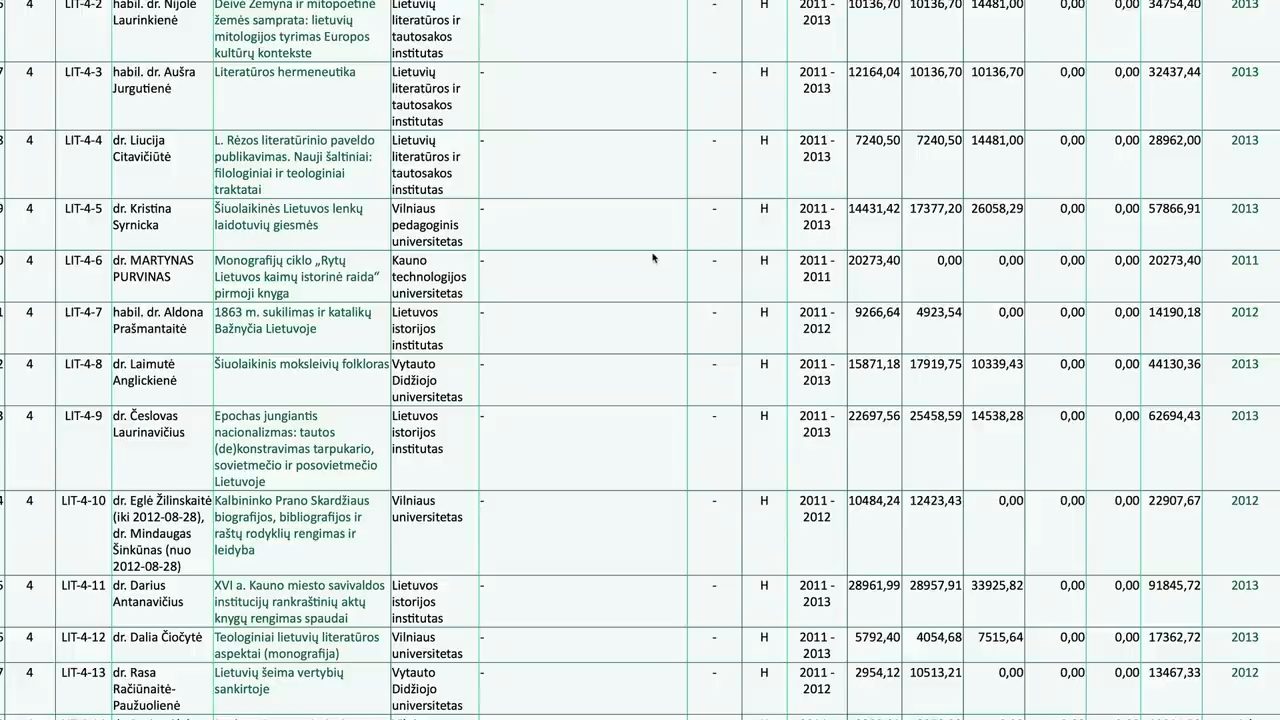 4 LIT-4-2 habil. dr. Nijolė Laurinkienė Deivė Žemyna ir mitopoetinė žemės samprata: lietuvių mitologijos tyrimas Europos kultūrų kontekste Lietuvių literatūros ir tautosakos institutas - - H 2011 - 2013 10136,70 10136,70 14481,00 0,00 0,00 34754,40 2013
4 LIT-4-3 habil. dr. Aušra Jurgutienė Literatūros hermeneutika Lietuvių literatūros ir tautosakos institutas - - H 2011 - 2013 12164,04 10136,70 10136,70 0,00 0,00 32437,44 2013
4 LIT-4-4 dr. Liucija Citavičiūtė L. Rėzos literatūrinio paveldo publikavimas. Nauji šaltiniai: filologiniai ir teologiniai traktatai Lietuvių literatūros ir tautosakos institutas - - H 2011 - 2013 7240,50 7240,50 14481,00 0,00 0,00 28962,00 2013
4 LIT-4-5 dr. Kristina Syrnicka Šiuolaikinės Lietuvos lenkų laidotuvių giesmės Vilniaus pedagoginis universitetas - - H 2011 - 2013 14431,42 17377,20 26058,29 0,00 0,00 57866,91 2013
4 LIT-4-6 dr. MARTYNAS PURVINAS Monografijų ciklo „Rytų Lietuvos kaimų istorinė raida“ pirmoji knyga Kauno technologijos universitetas - - H 2011 - 2011 20273,40 0,00 0,00 0,00 0,00 20273,40 2011
4 LIT-4-7 habil. dr. Aldona Prašmantaitė 1863 m. sukilimas ir katalikų Bažnyčia Lietuvoje Lietuvos istorijos institutas - - H 2011 - 2012 9266,64 4923,54 0,00 0,00 0,00 14190,18 2012
4 LIT-4-8 dr. Laimutė Anglickienė Šiuolaikinis moksleivių folkloras Vytauto Didžiojo universitetas - - H 2011 - 2013 15871,18 17919,75 10339,43 0,00 0,00 44130,36 2013
4 LIT-4-9 dr. Česlovas Laurinavičius Epochas jungiantis nacionalizmas: tautos (de)konstravimas tarpukario, sovietmečio ir posovietmečio Lietuvoje Lietuvos istorijos institutas - - H 2011 - 2013 22697,56 25458,59 14538,28 0,00 0,00 62694,43 2013
4 LIT-4-10 dr. Eglė Žilinskaitė (iki 2012-08-28), dr. Mindaugas Šinkūnas (nuo 2012-08-28) Kalbininko Prano Skardžiaus biografijos, bibliografijos ir raštų rodyklių rengimas ir leidyba Vilniaus universitetas - - H 2011 - 2012 10484,24 12423,43 0,00 0,00 0,00 22907,67 2012
4 LIT-4-11 dr. Darius Antanavičius XVI a. Kauno miesto savivaldos institucijų rankraštinių aktų knygų rengimas spaudai Lietuvos istorijos institutas - - H 2011 - 2013 28961,99 28957,91 33925,82 0,00 0,00 91845,72 2013
4 LIT-4-12 dr. Dalia Čiočytė Teologiniai lietuvių literatūros aspektai (monografija) Vilniaus universitetas - - H 2011 - 2013 5792,40 4054,68 7515,64 0,00 0,00 17362,72 2013
4 LIT-4-13 dr. Rasa Račiūnaitė-Paužuolienė Lietuvių šeima vertybių sankirtoje Vytauto Didžiojo universitetas - - H 2011 - 2012 2954,12 10513,21 0,00 0,00 0,00 13467,33 2012